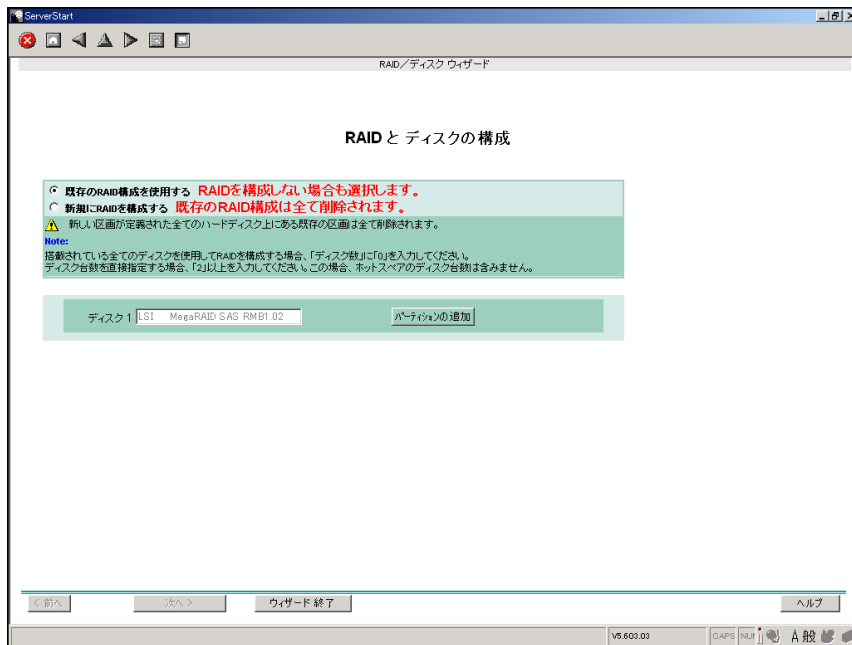 ServerStart
RAID／ディスク ウィザード
RAID と ディスクの構成
既存のRAID構成を使用する RAIDを構成しない場合も選択します。
新規にRAIDを構成する 既存のRAID構成は全て削除されます。
新しい区画が定義された全てのハードディスク上にある既存の区画は全て削除されます。
Note:
搭載されている全てのディスクを使用してRAIDを構成する場合、「ディスク数」に「0」を入力してください。
ディスク台数を直接指定する場合、「2」以上を入力してください。この場合、ホットスペアのディスク台数は含みません。
ディスク 1 LSI MegaRAID SAS RMB1.02 パーティションの追加
< 前へ 次へ > ウィザード 終了 ヘルプ
V5.603.03 CAPS NU A 般